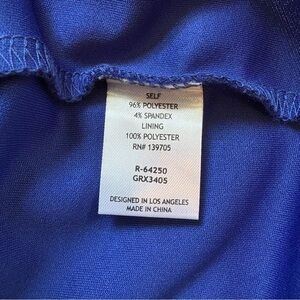 SELF
96% POLYESTER
4% SPANDEX
LINING
100% POLYESTER
RN# 139705
R-64250
GRX3405
DESIGNED IN LOS ANGELES
MADE IN CHINA